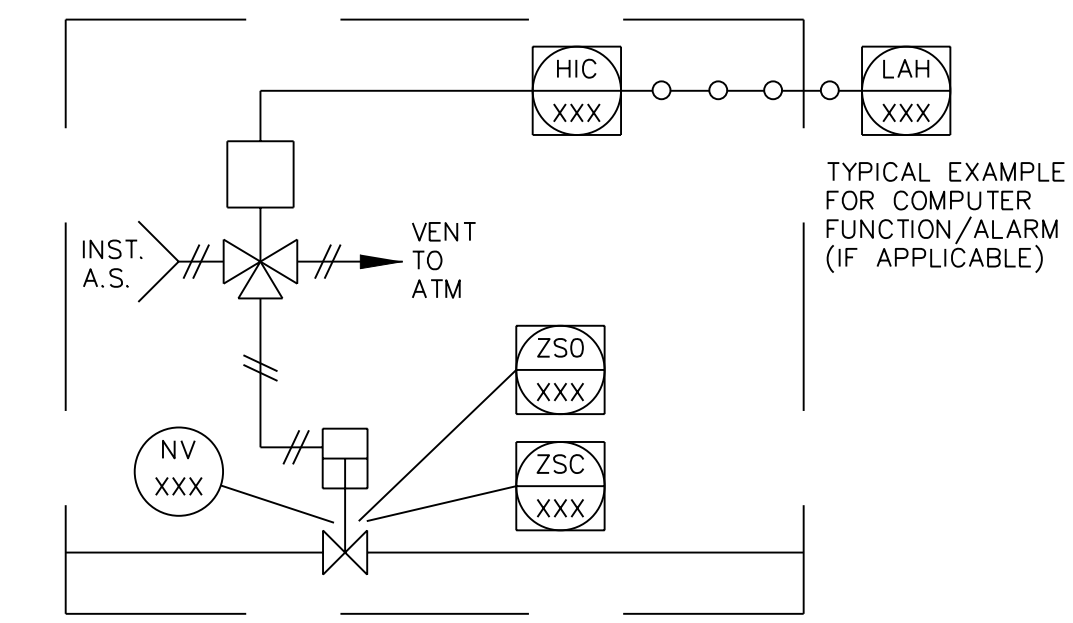 HIC
XXX
LAH
XXX
TYPICAL EXAMPLE
FOR COMPUTER
FUNCTION/ALARM
(IF APPLICABLE)
INST.
A.S.
VENT
TO
ATM
ZSO
XXX
NV
XXX
ZSC
XXX